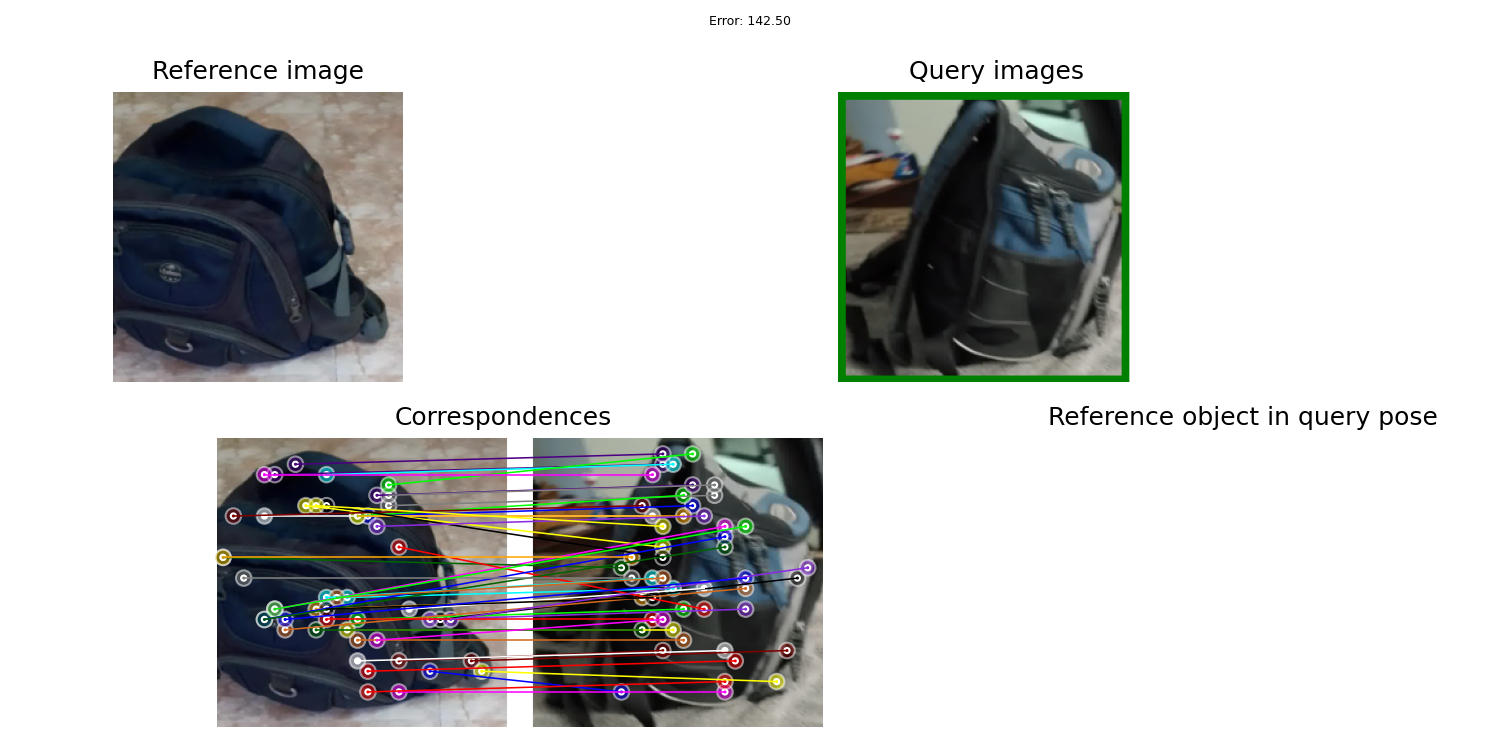 Error: 142.50
Reference image
Query images
Correspondences
Reference object in query pose